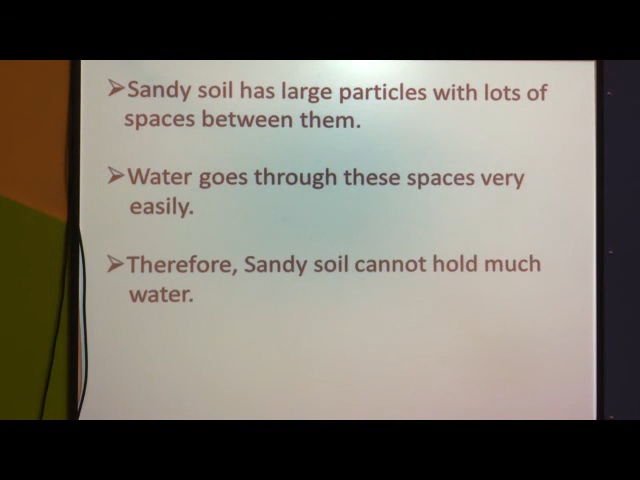 ➢Sandy soil has large particles with lots of
spaces between them.
➢Water goes through these spaces very
easily.
➢Therefore, Sandy soil cannot hold much
water.